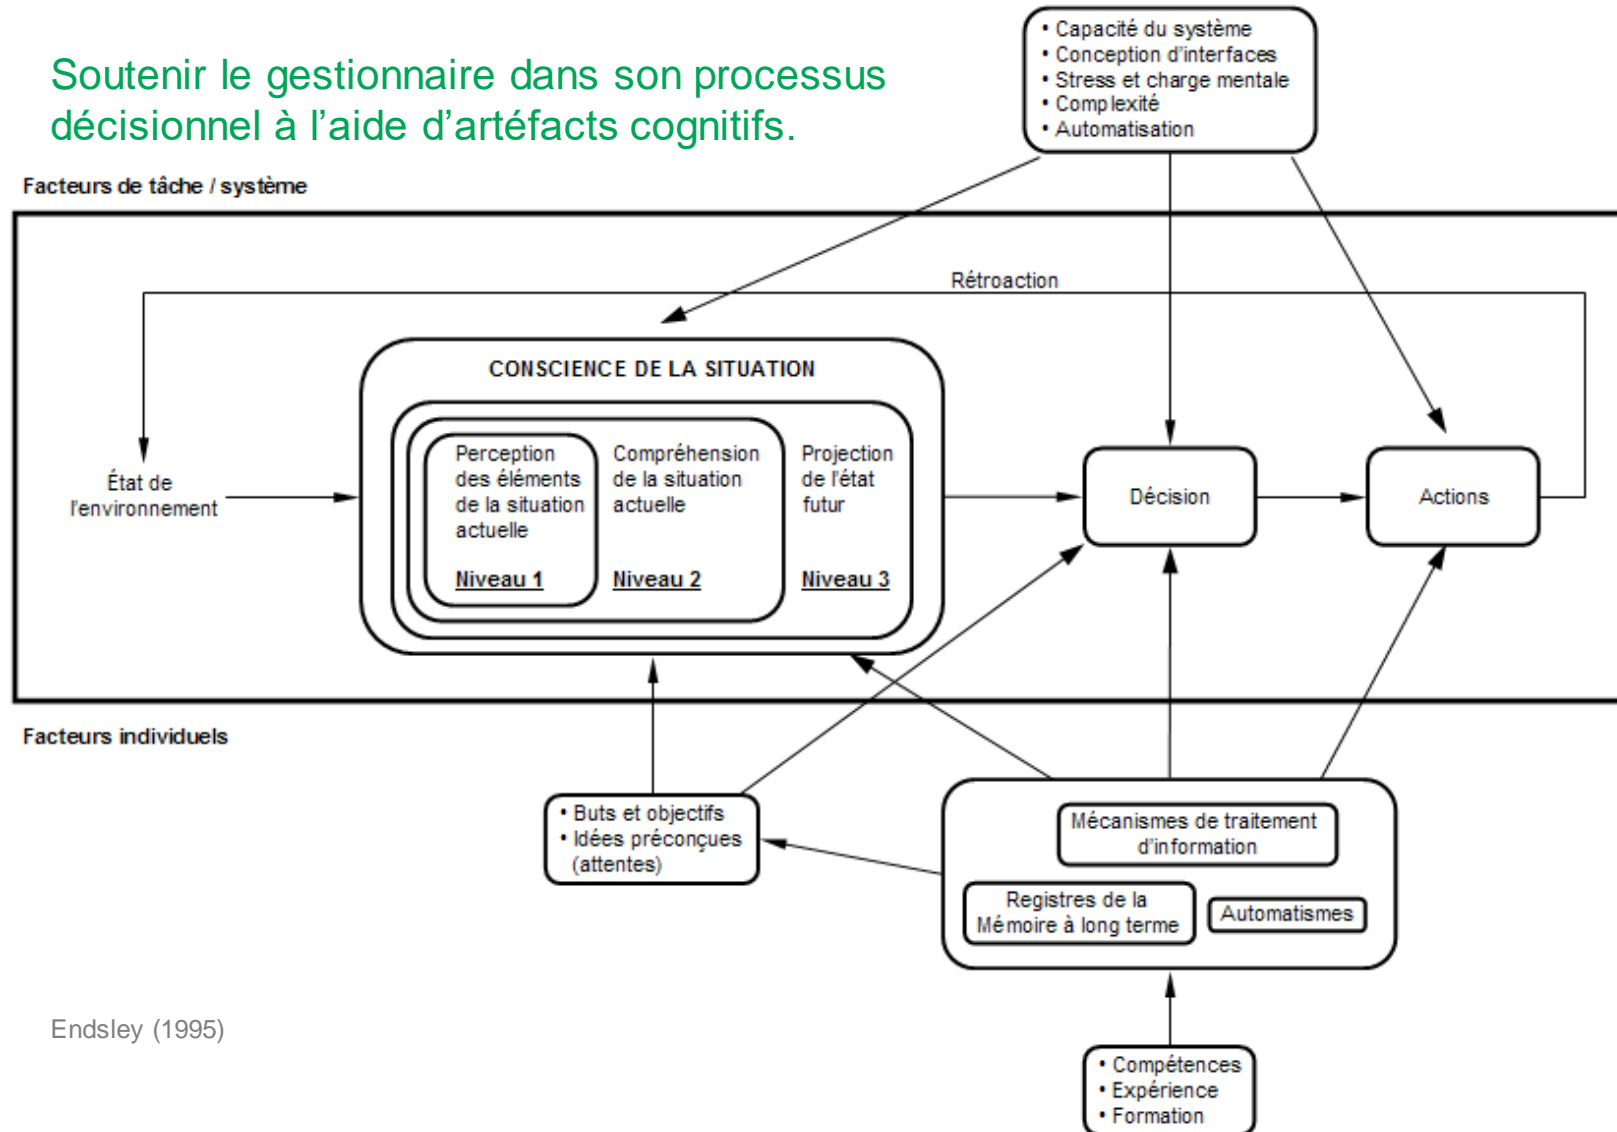 Soutenir le gestionnaire dans son processus
décisionnel à l’aide d’artéfacts cognitifs.
• Capacité du système
• Conception d’interfaces
• Stress et charge mentale
• Complexité
• Automatisation
Facteurs de tâche / système
Rétroaction
CONSCIENCE DE LA SITUATION
État de
l’environnement
Perception
des éléments
de la situation
actuelle
Niveau 1
Compréhension
de la situation
actuelle
Niveau 2
Projection
de l’état
futur
Niveau 3
Décision
Actions
Facteurs individuels
• Buts et objectifs
• Idées préconçues
(attentes)
Mécanismes de traitement
d’information
Registres de la
Mémoire à long terme
Automatismes
Endsley (1995)
• Compétences
• Expérience
• Formation